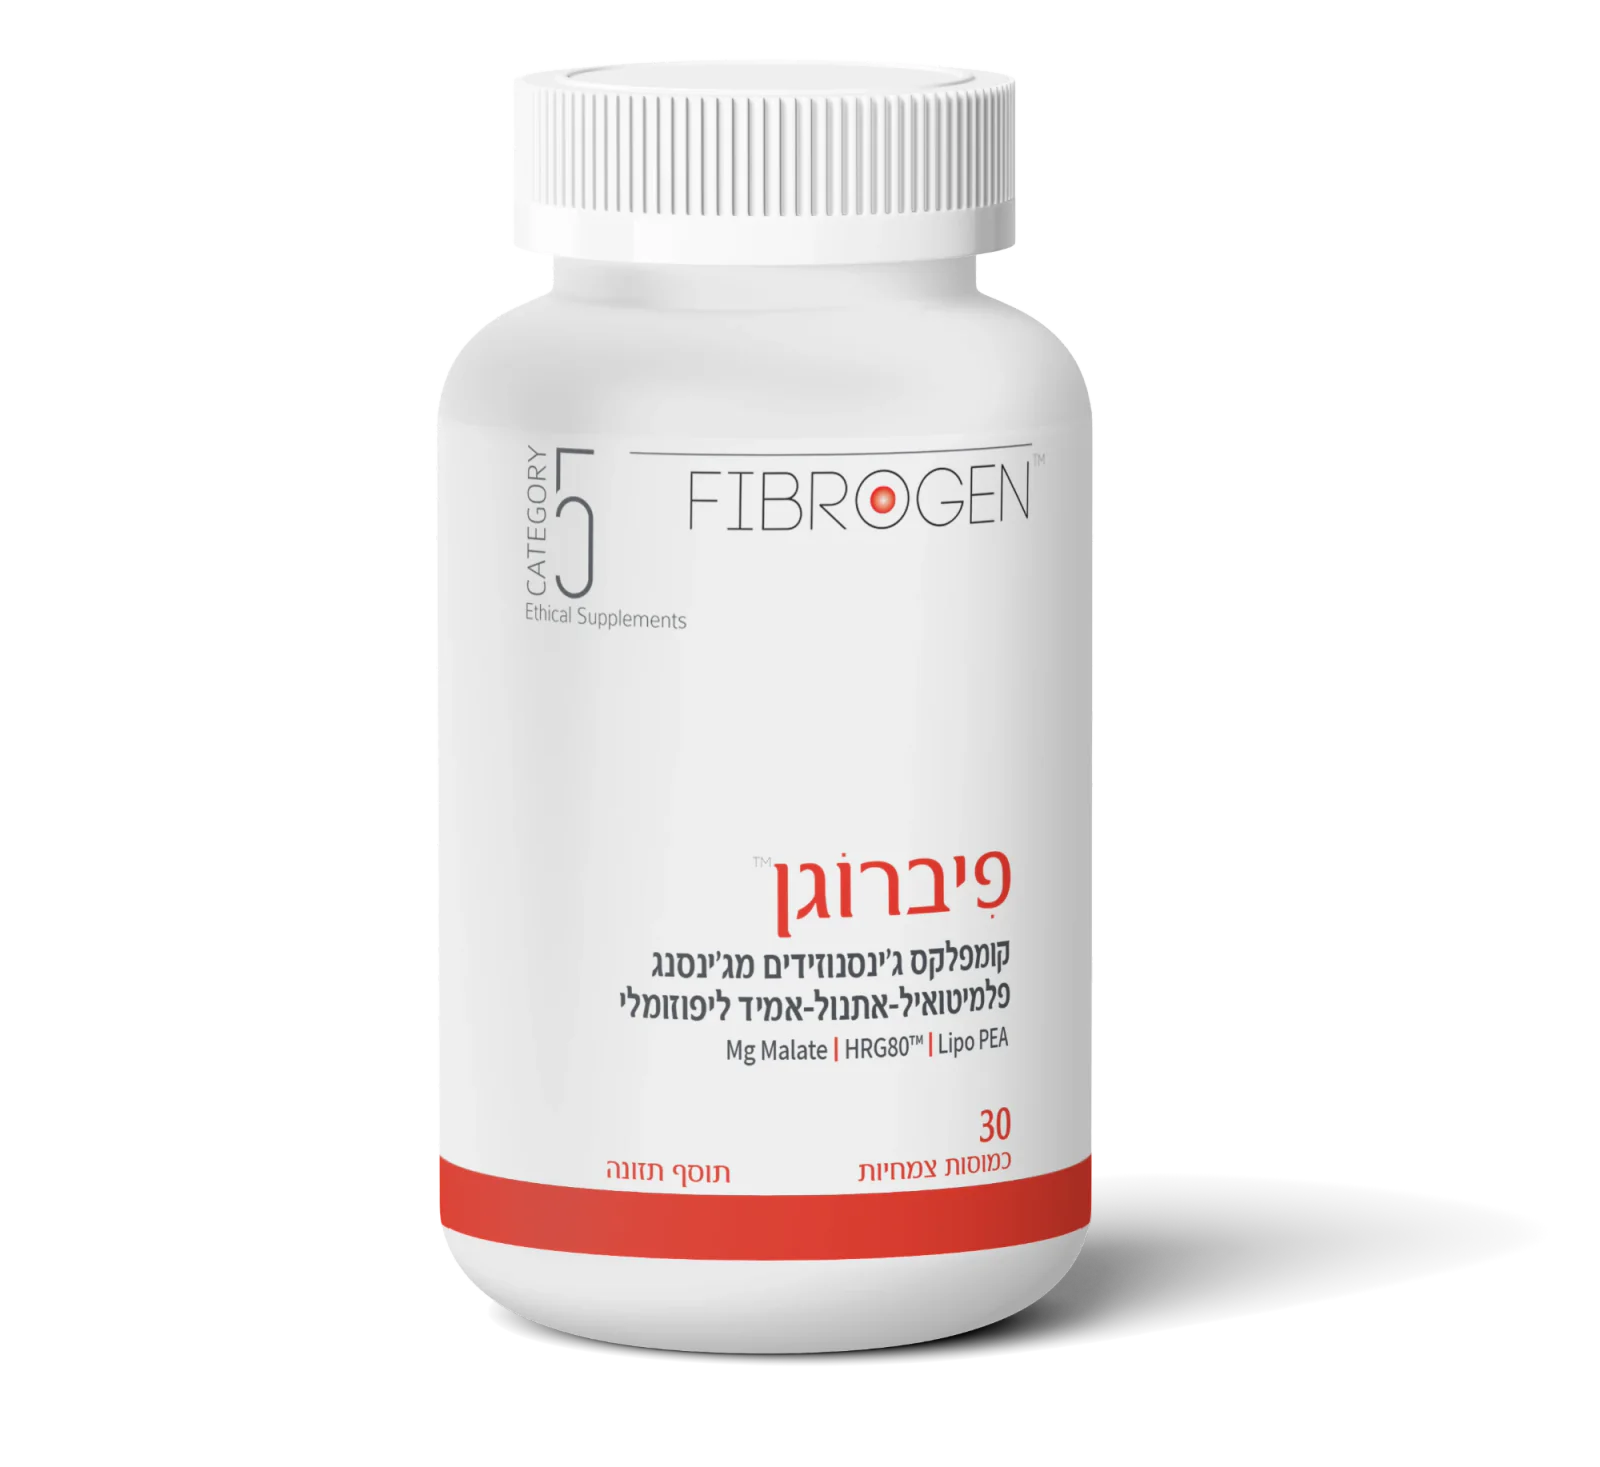 CATEGORY
5
Ethical Supplements
FIBROGEN™
פִיברוֹגן™
קומפלקס ג'ינסנוזידים מג'ינסנג
פלמיטואיל-אתנול-אמיד ליפוזומלי
Mg Malate | HRG80™ | Lipo PEA
30
כמוסות צמחיות
תוסף תזונה